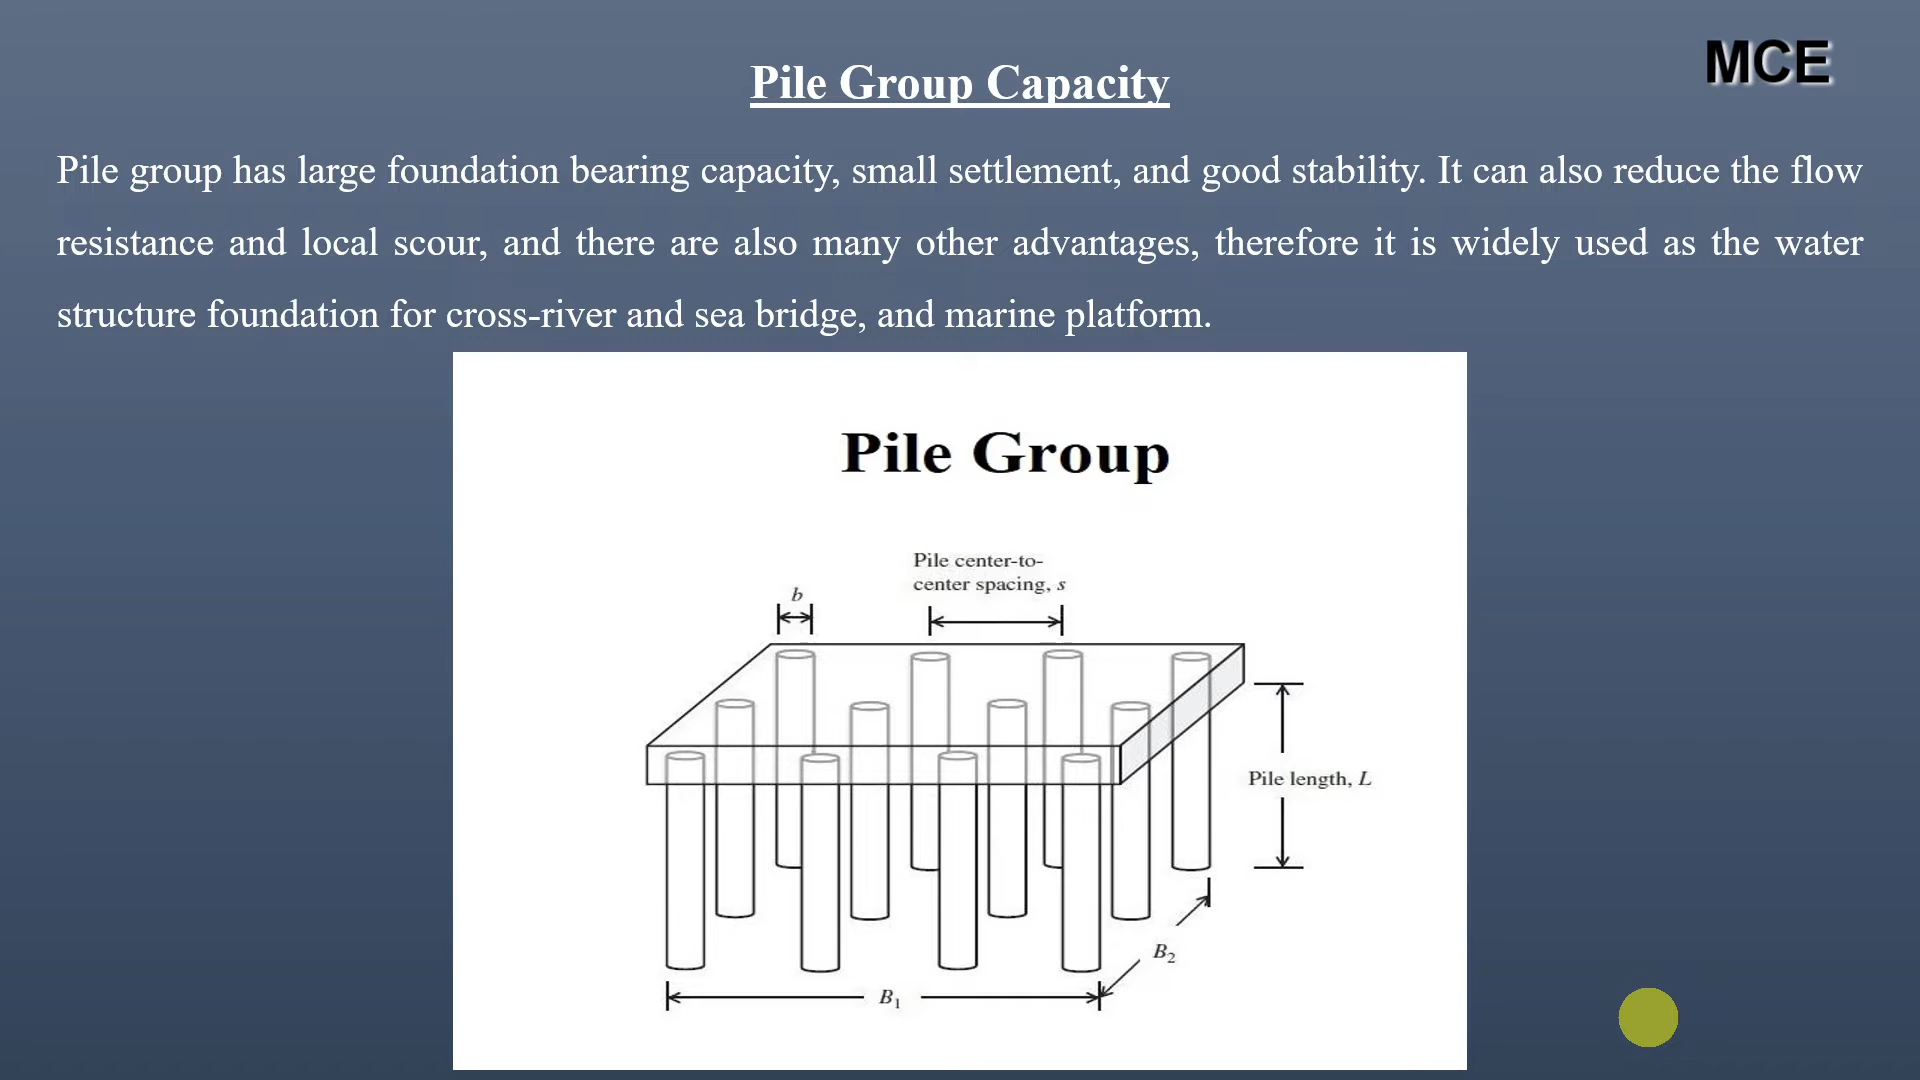 MCE
Pile Group Capacity
Pile group has large foundation bearing capacity, small settlement, and good stability. It can also reduce the flow
resistance and local scour, and there are also many other advantages, therefore it is widely used as the water
structure foundation for cross-river and sea bridge, and marine platform.
Pile Group
Pile center-to-
center spacing, s
b
Pile length, L
B2
B1